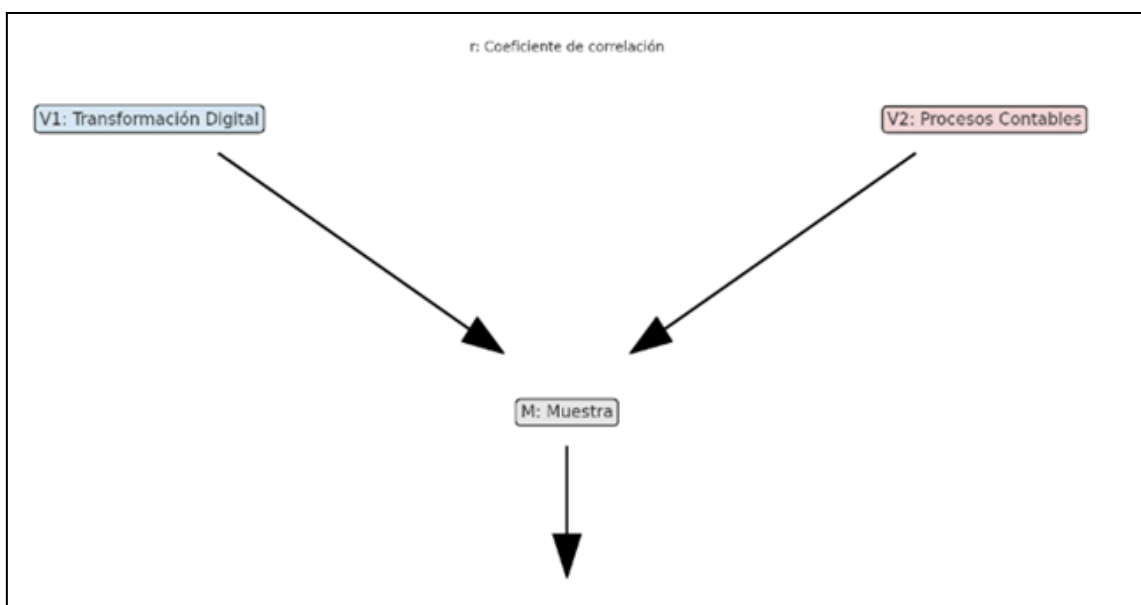 r: Coeficiente de correlación
V1: Transformación Digital
V2: Procesos Contables
M: Muestra